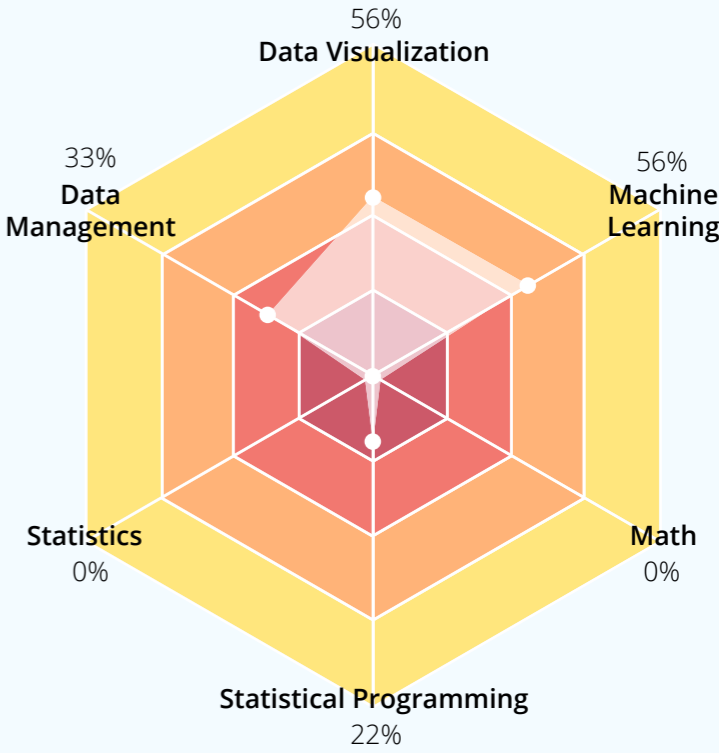 56%
Data Visualization
33%
Data
Management
56%
Machine
Learning
Statistics
0%
Math
0%
Statistical Programming
22%